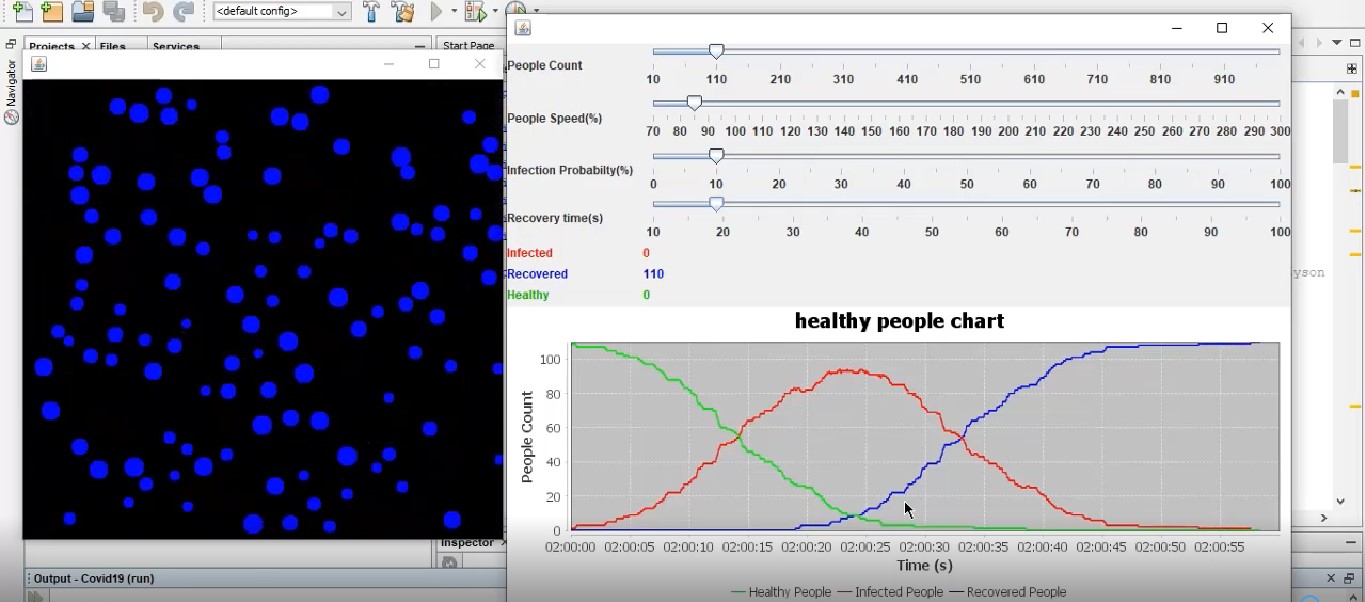 <default config>
Projects
Files
Services
Start Page
Navigator
People Count
10 110 210 310 410 510 610 710 810 910
People Speed(%)
70 80 90 100 110 120 130 140 150 160 170 180 190 200 210 220 230 240 250 260 270 280 290 300
Infection Probabilty(%)
0 10 20 30 40 50 60 70 80 90 100
Recovery time(s)
10 20 30 40 50 60 70 80 90 100
Infected 0
Recovered 110
Healthy 0
yson
healthy people chart
People Count
100
80
60
40
20
0
02:00:00 02:00:05 02:00:10 02:00:15 02:00:20 02:00:25 02:00:30 02:00:35 02:00:40 02:00:45 02:00:50 02:00:55
Time (s)
Healthy People Infected People Recovered People
Inspector
Output - Covid19 (run)